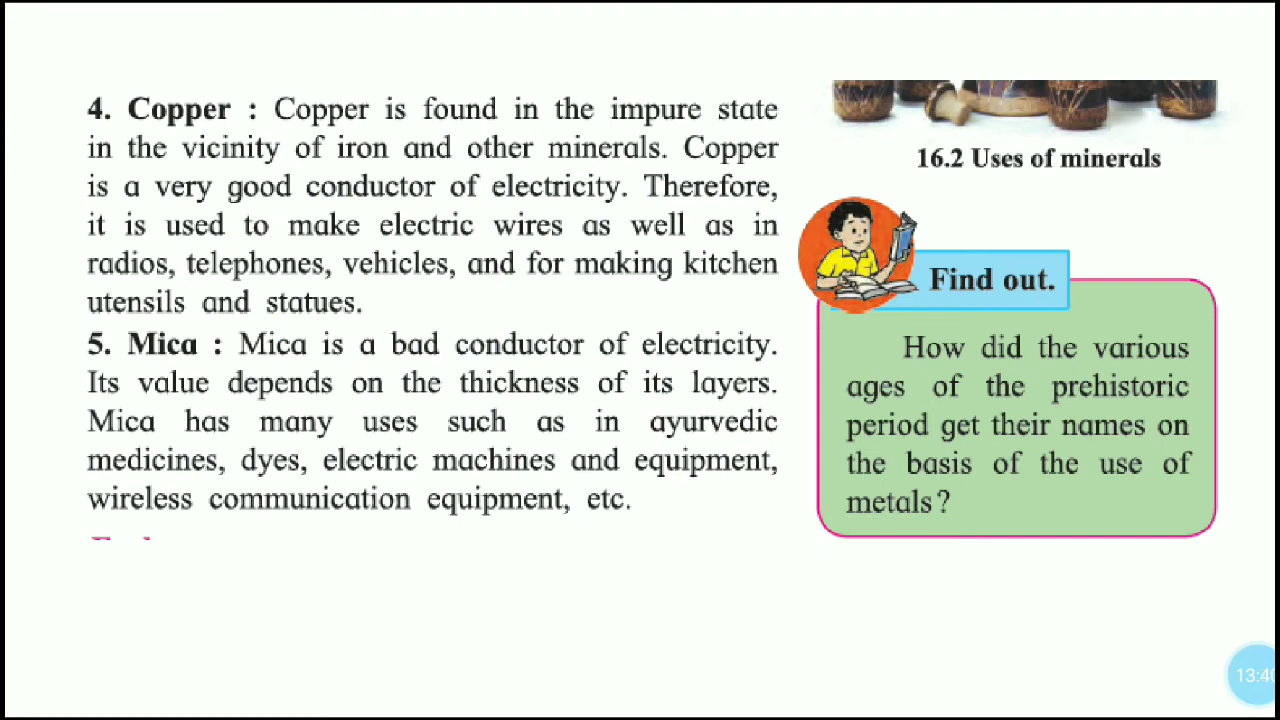 4. Copper : Copper is found in the impure state
in the vicinity of iron and other minerals. Copper
is a very good conductor of electricity. Therefore,
it is used to make electric wires as well as in
radios, telephones, vehicles, and for making kitchen
utensils and statues.
5. Mica : Mica is a bad conductor of electricity.
Its value depends on the thickness of its layers.
Mica has many uses such as in ayurvedic
medicines, dyes, electric machines and equipment,
wireless communication equipment, etc.
16.2 Uses of minerals
Find out.
How did the various
ages of the prehistoric
period get their names on
the basis of the use of
metals?
13:40